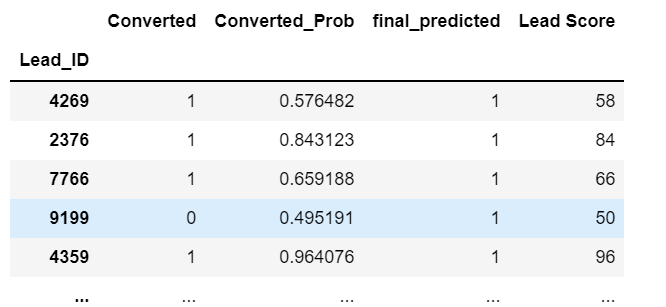 Converted Converted_Prob final_predicted Lead Score
Lead_ID
4269 1 0.576482 1 58
2376 1 0.843123 1 84
7766 1 0.659188 1 66
9199 0 0.495191 1 50
4359 1 0.964076 1 96
... ... ... ... ...